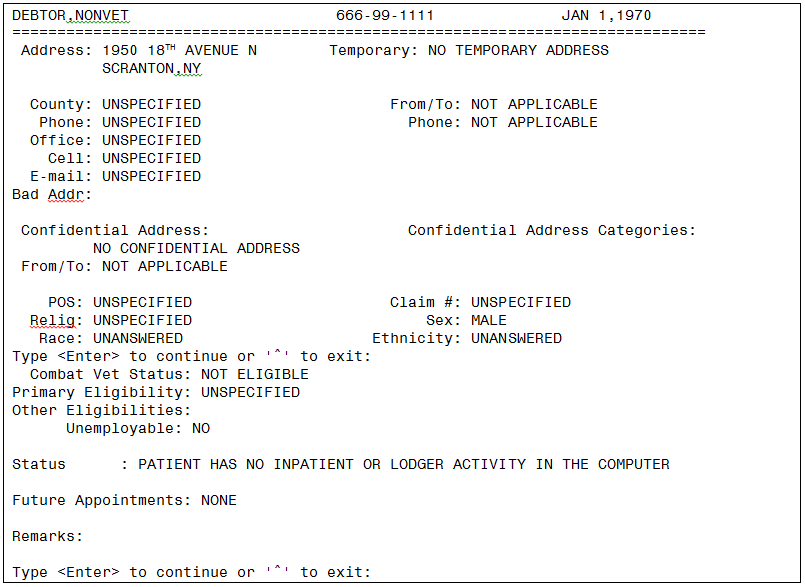 DEBTOR,NONVET                       666-99-1111              JAN 1,1970
=============================================================================
 Address: 1950 18TH AVENUE N        Temporary: NO TEMPORARY ADDRESS
          SCRANTON,NY

  County: UNSPECIFIED                     From/To: NOT APPLICABLE
   Phone: UNSPECIFIED                       Phone: NOT APPLICABLE
  Office: UNSPECIFIED
    Cell: UNSPECIFIED
  E-mail: UNSPECIFIED
Bad Addr:

 Confidential Address:                      Confidential Address Categories:
         NO CONFIDENTIAL ADDRESS
 From/To: NOT APPLICABLE

    POS: UNSPECIFIED                      Claim #: UNSPECIFIED
  Relig: UNSPECIFIED                          Sex: MALE
   Race: UNANSWERED                     Ethnicity: UNANSWERED
Type <Enter> to continue or '^' to exit:
  Combat Vet Status: NOT ELIGIBLE
Primary Eligibility: UNSPECIFIED
Other Eligibilities:
      Unemployable: NO

Status      : PATIENT HAS NO INPATIENT OR LODGER ACTIVITY IN THE COMPUTER

Future Appointments: NONE

Remarks:

Type <Enter> to continue or '^' to exit: